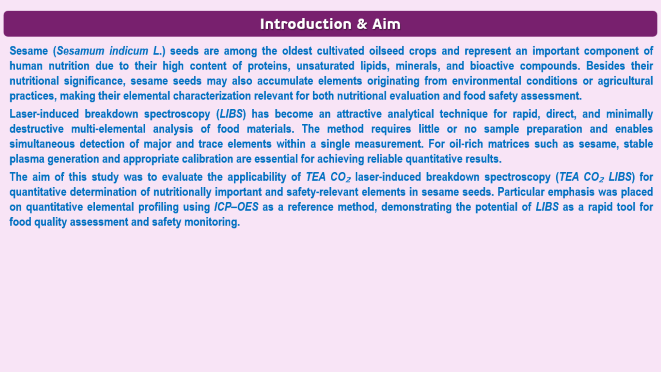 Introduction & Aim
Sesame (Sesamum indicum L.) seeds are among the oldest cultivated oilseed crops and represent an important component of
human nutrition due to their high content of proteins, unsaturated lipids, minerals, and bioactive compounds. Besides their
nutritional significance, sesame seeds may also accumulate elements originating from environmental conditions or agricultural
practices, making their elemental characterization relevant for both nutritional evaluation and food safety assessment.
Laser-induced breakdown spectroscopy (LIBS) has become an attractive analytical technique for rapid, direct, and minimally
destructive multi-elemental analysis of food materials. The method requires little or no sample preparation and enables
simultaneous detection of major and trace elements within a single measurement. For oil-rich matrices such as sesame, stable
plasma generation and appropriate calibration are essential for achieving reliable quantitative results.
The aim of this study was to evaluate the applicability of TEA CO₂ laser-induced breakdown spectroscopy (TEA CO₂ LIBS) for
quantitative determination of nutritionally important and safety-relevant elements in sesame seeds. Particular emphasis was placed
on quantitative elemental profiling using ICP–OES as a reference method, demonstrating the potential of LIBS as a rapid tool for
food quality assessment and safety monitoring.